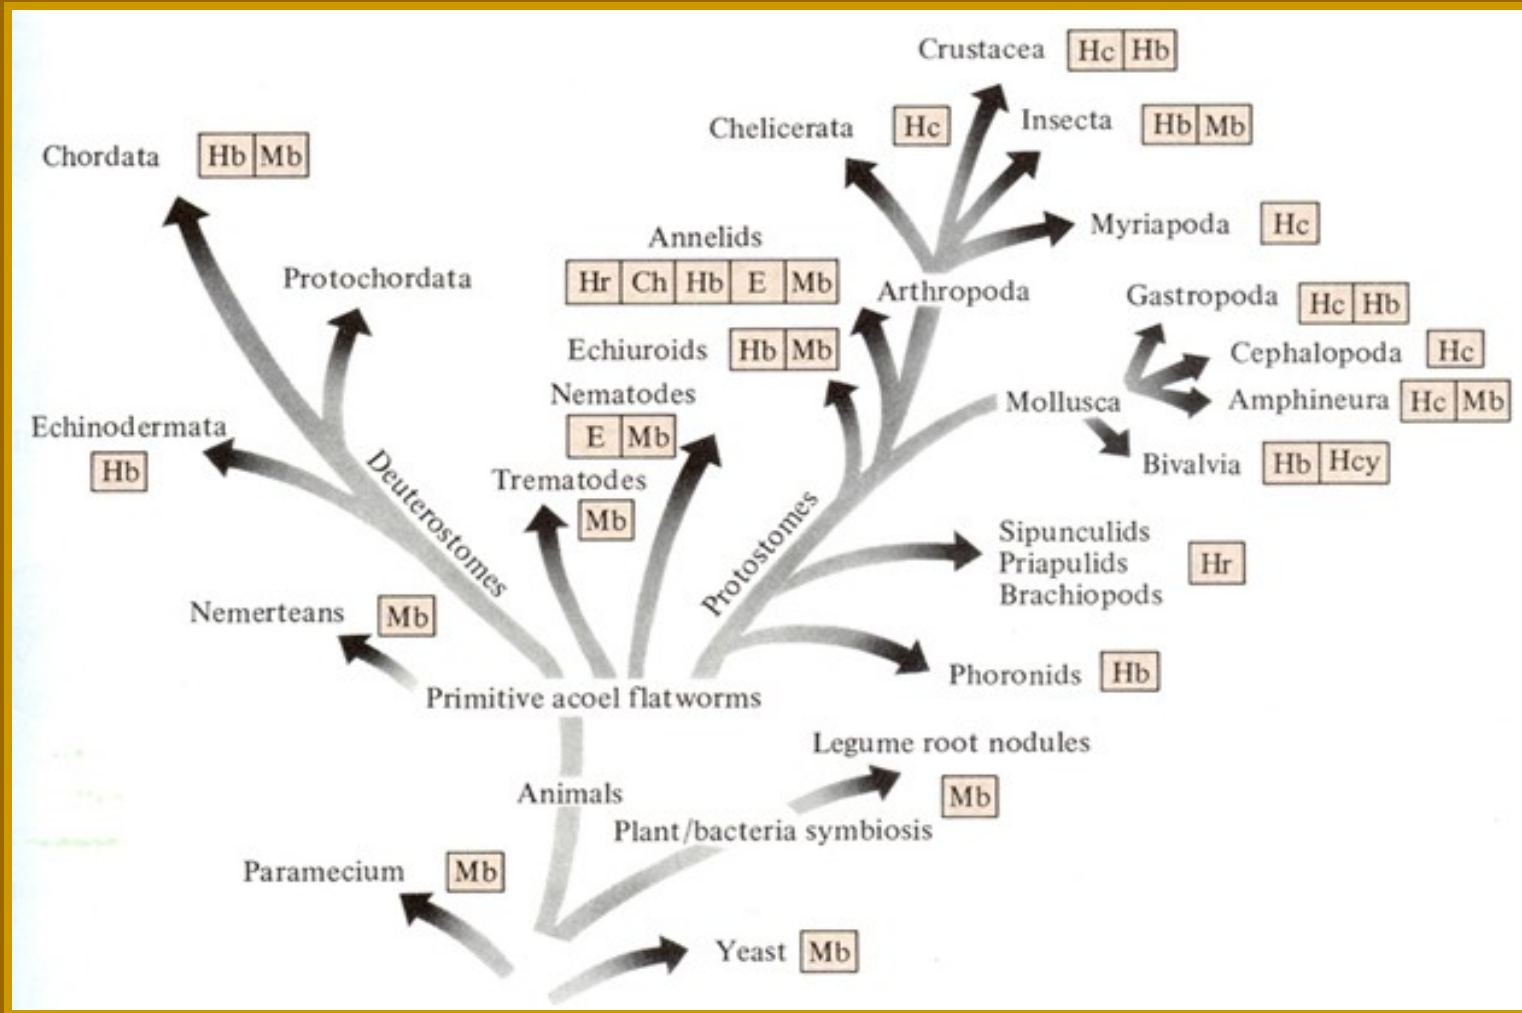 Crustacea Hc Hb
Chelicerata Hc
Insecta Hb Mb
Chordata Hb Mb
Myriapoda Hc
Annelids
Hr Ch Hb E Mb
Protochordata
Arthropoda
Gastropoda Hc Hb
Echiuroids Hb Mb
Cephalopoda Hc
Nematodes
E Mb
Mollusca
Amphineura Hc Mb
Echinodermata
Hb
Bivalvia Hb Hcy
Trematodes
Mb
Deuterostomes
Protostomes
Sipunculids
Priapulids Hr
Brachiopods
Nemerteans Mb
Phoronids Hb
Primitive acoel flatworms
Legume root nodules
Mb
Animals
Plant/bacteria symbiosis
Paramecium Mb
Yeast Mb